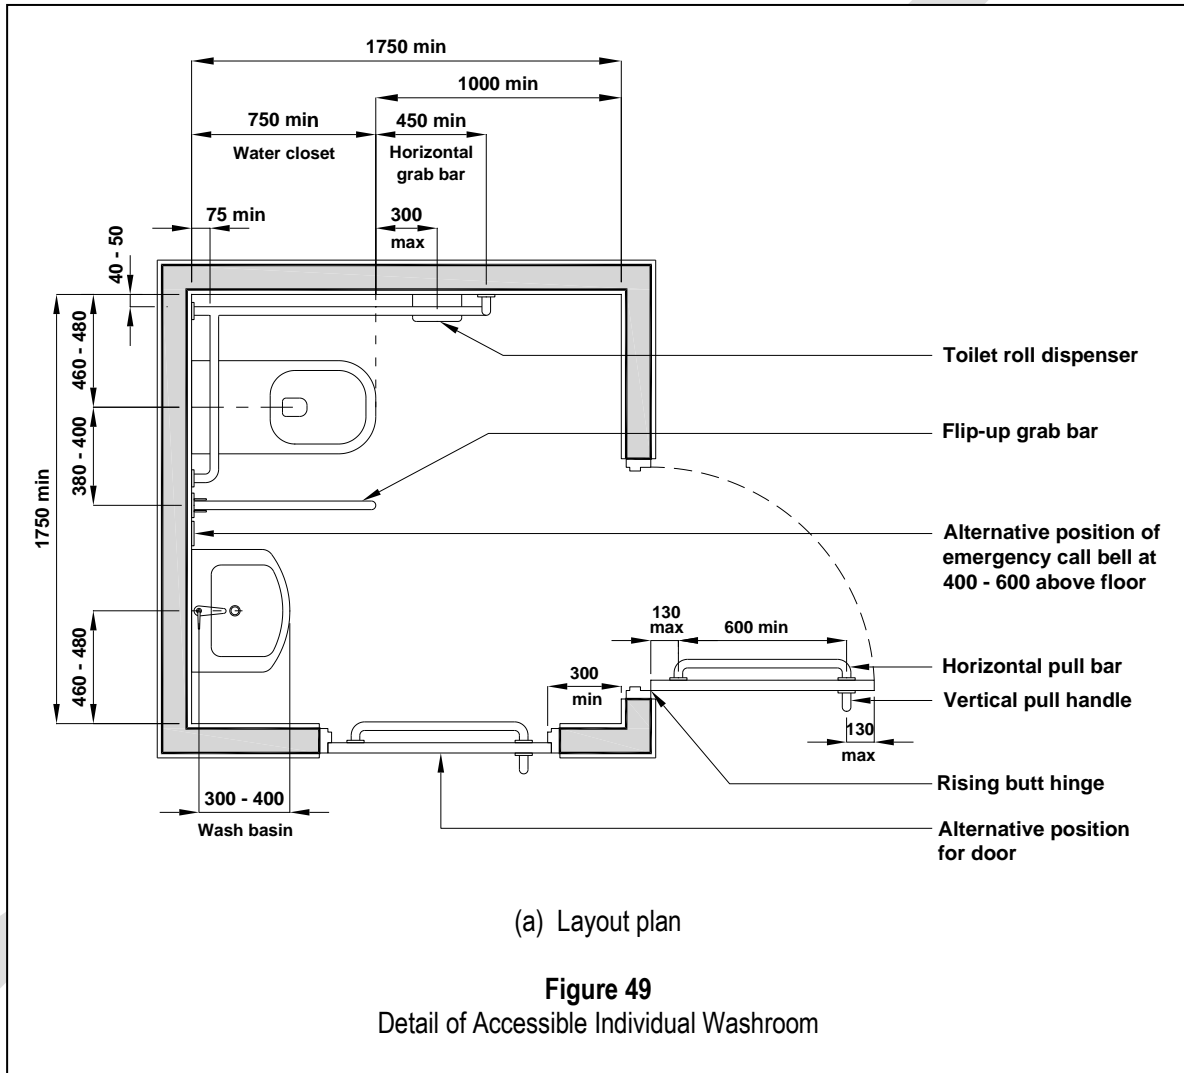 1750 min
1000 min
750 min
450 min
Water closet
Horizontal
grab bar
75 min
300
max
40 - 50
460 - 480
380 - 400
1750 min
460 - 480
Toilet roll dispenser
Flip-up grab bar
Alternative position of
emergency call bell at
400 - 600 above floor
130
max
600 min
Horizontal pull bar
300
min
Vertical pull handle
130
max
Rising butt hinge
300 - 400
Wash basin
Alternative position
for door
(a) Layout plan
Figure 49
Detail of Accessible Individual Washroom